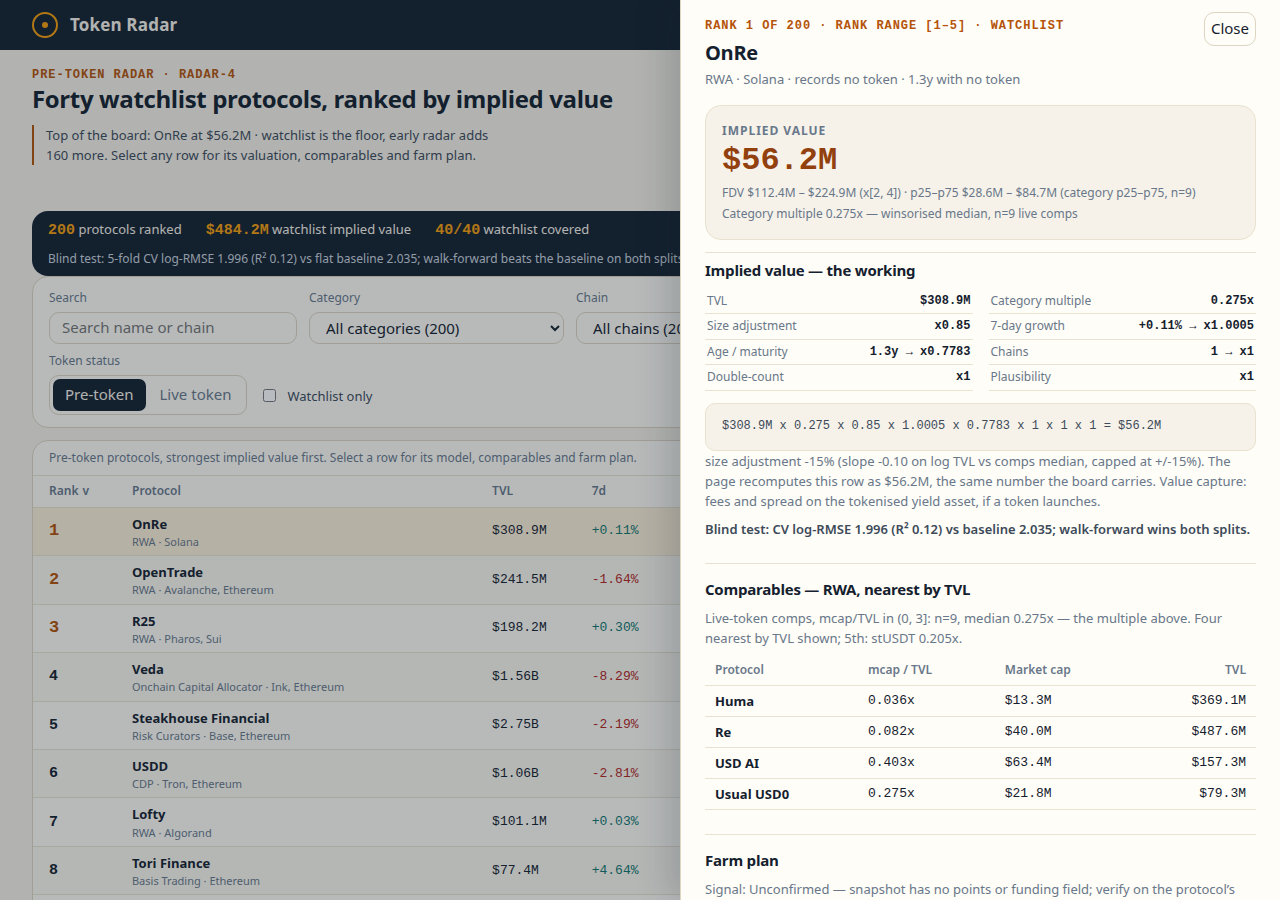 Token Radar
PRE-TOKEN RADAR · RADAR-4
Forty watchlist protocols, ranked by implied value
Top of the board: OnRe at $56.2M · watchlist is the floor, early radar adds
160 more. Select any row for its valuation, comparables and farm plan.
200 protocols ranked $484.2M watchlist implied value 40/40 watchlist covered
Blind test: 5-fold CV log-RMSE 1.996 (R² 0.12) vs flat baseline 2.035; walk-forward beats the baseline on both splits
Search Category Chain
Search name or chain All categories (200) All chains (20
Token status
Pre-token Live token Watchlist only
Pre-token protocols, strongest implied value first. Select a row for its model, comparables and farm plan.
Rank v Protocol TVL 7d
1 OnRe $308.9M +0.11%
RWA · Solana
2 OpenTrade $241.5M -1.64%
RWA · Avalanche, Ethereum
3 R25 $198.2M +0.30%
RWA · Pharos, Sui
4 Veda $1.56B -8.29%
Onchain Capital Allocator · Ink, Ethereum
5 Steakhouse Financial $2.75B -2.19%
Risk Curators · Base, Ethereum
6 USDD $1.06B -2.81%
CDP · Tron, Ethereum
7 Lofty $101.1M +0.03%
RWA · Algorand
8 Tori Finance $77.4M +4.64%
Basis Trading · Ethereum
RANK 1 OF 200 · RANK RANGE [1–5] · WATCHLIST
Close
OnRe
RWA · Solana · records no token · 1.3y with no token
IMPLIED VALUE
$56.2M
FDV $112.4M – $224.9M (x[2, 4]) · p25–p75 $28.6M – $84.7M (category p25–p75, n=9)
Category multiple 0.275x — winsorised median, n=9 live comps
Implied value — the working
TVL $308.9M Category multiple 0.275x
Size adjustment x0.85 7-day growth +0.11% → x1.0005
Age / maturity 1.3y → x0.7783 Chains 1 → x1
Double-count x1 Plausibility x1
$308.9M x 0.275 x 0.85 x 1.0005 x 0.7783 x 1 x 1 x 1 = $56.2M
size adjustment -15% (slope -0.10 on log TVL vs comps median, capped at +/-15%). The
page recomputes this row as $56.2M, the same number the board carries. Value capture:
fees and spread on the tokenised yield asset, if a token launches.
Blind test: CV log-RMSE 1.996 (R² 0.12) vs baseline 2.035; walk-forward wins both splits.
Comparables — RWA, nearest by TVL
Live-token comps, mcap/TVL in (0, 3]: n=9, median 0.275x — the multiple above. Four
nearest by TVL shown; 5th: stUSDT 0.205x.
Protocol mcap / TVL Market cap TVL
Huma 0.036x $13.3M $369.1M
Re 0.082x $40.0M $487.6M
USD AI 0.403x $63.4M $157.3M
Usual USD0 0.275x $21.8M $79.3M
Farm plan
Signal: Unconfirmed — snapshot has no points or funding field; verify on the protocol's